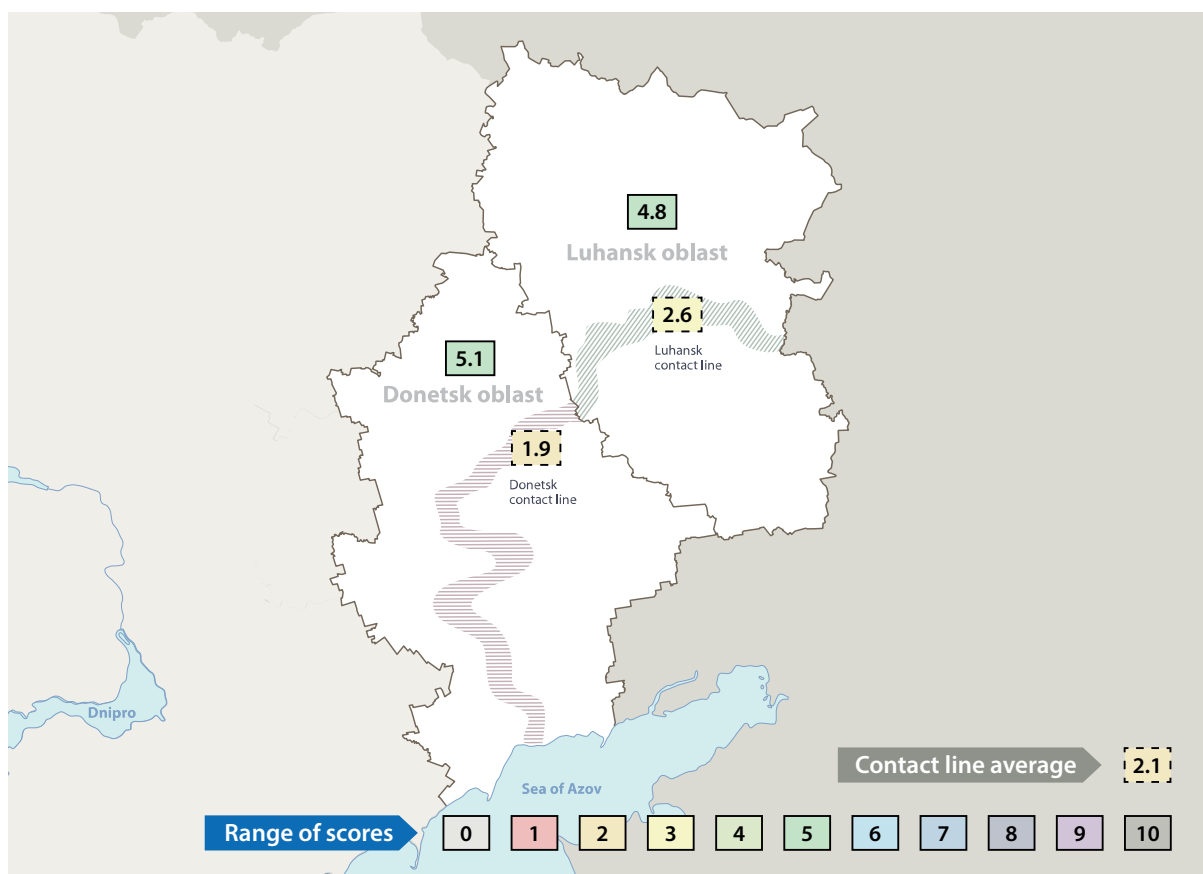 4.8
Luhansk oblast
2.6
Luhansk
contact line
5.1
Donetsk oblast
1.9
Donetsk
contact line
Dnipro
Sea of Azov
Contact line average
2.1
Range of scores
0 1 2 3 4 5 6 7 8 9 10